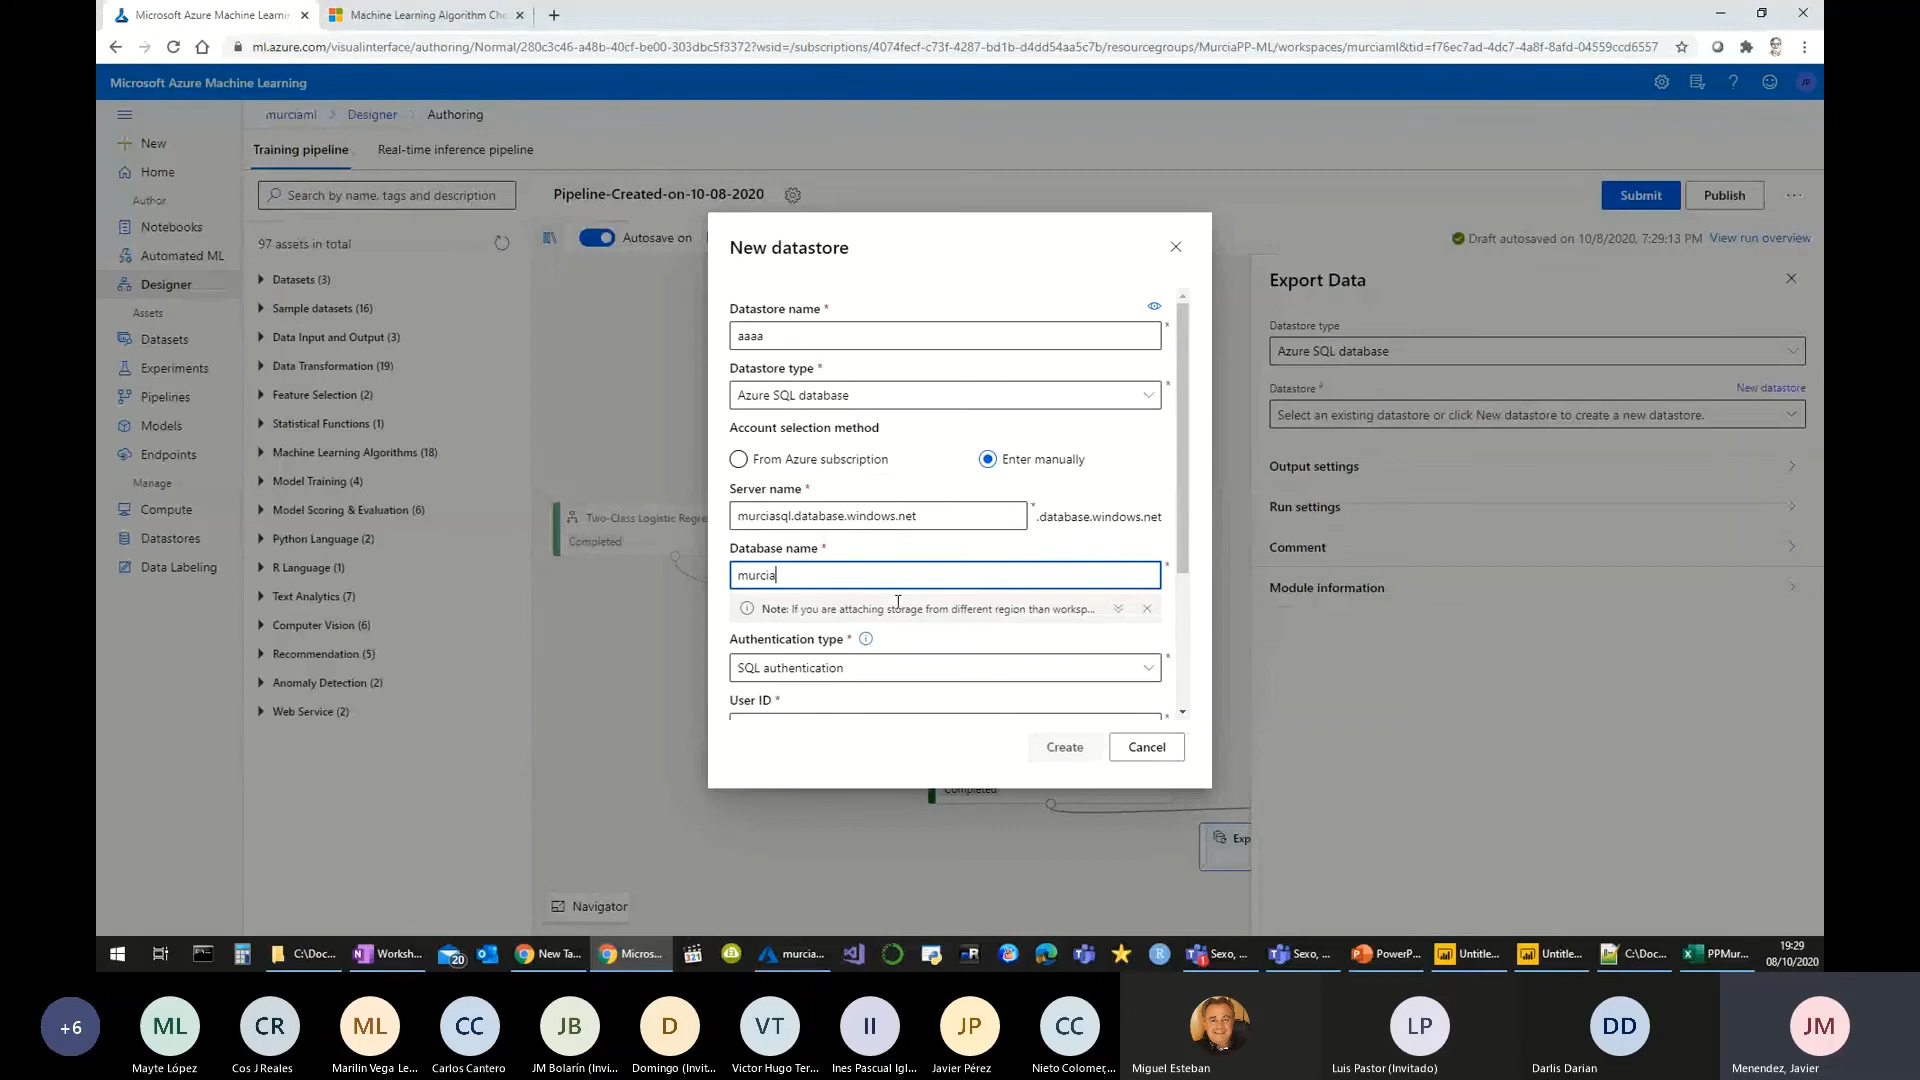 Microsoft Azure Machine Learni
Machine Learning Algorithm Che
ml.azure.com/visualinterface/authoring/Normal/280c3c46-a48b-40cf-be00-303dbc5f3372?wsid=/subscriptions/4074fecf-c73f-4287-bd1b-d4dd54aa5c7b/resourcegroups/MurciaPP-ML/workspaces/murciaml&tid=f76ec7ad-4dc7-4a8f-8afd-04559ccd6557
Microsoft Azure Machine Learning
JP
murciaml > Designer > Authoring
New
Home
Author
Notebooks
Automated ML
Designer
Assets
Datasets
Experiments
Pipelines
Models
Endpoints
Manage
Compute
Datastores
Data Labeling
Training pipeline
Real-time inference pipeline
Search by name, tags and description
97 assets in total
Datasets (3)
Sample datasets (16)
Data Input and Output (3)
Data Transformation (19)
Feature Selection (2)
Statistical Functions (1)
Machine Learning Algorithms (18)
Model Training (4)
Model Scoring & Evaluation (6)
Python Language (2)
R Language (1)
Text Analytics (7)
Computer Vision (6)
Recommendation (5)
Anomaly Detection (2)
Web Service (2)
Pipeline-Created-on-10-08-2020
Submit
Publish
Autosave on
Draft autosaved on 10/8/2020, 7:29:13 PM View run overview
Two-Class Logistic Regre
Completed
Completed
Exp
Navigator
New datastore
Datastore name *
aaaa
Datastore type *
Azure SQL database
Account selection method
From Azure subscription
Enter manually
Server name *
murciasql.database.windows.net
* .database.windows.net
Database name *
murcia
Note: If you are attaching storage from different region than worksp...
Authentication type *
SQL authentication
User ID *
Create
Cancel
Export Data
Datastore type
Azure SQL database
Datastore *
New datastore
Select an existing datastore or click New datastore to create a new datastore.
Output settings
Run settings
Comment
Module information
20
C:\Doc...
Worksh...
New Ta...
Micros...
321
murcia...
Sexo, ...
Sexo, ...
PowerP...
Untitle...
Untitle...
C:\Doc...
PPMur...
19:29
08/10/2020
+6
ML
CR
ML
CC
JB
D
VT
II
JP
CC
LP
DD
JM
Mayte López
Cos J Reales
Marilin Vega Le...
Carlos Cantero
JM Bolarín (Invi...
Domingo (Invit...
Victor Hugo Ter...
Ines Pascual Igl...
Javier Pérez
Nieto Colomer,...
Miguel Esteban
Luis Pastor (Invitado)
Darlis Darian
Menendez, Javier